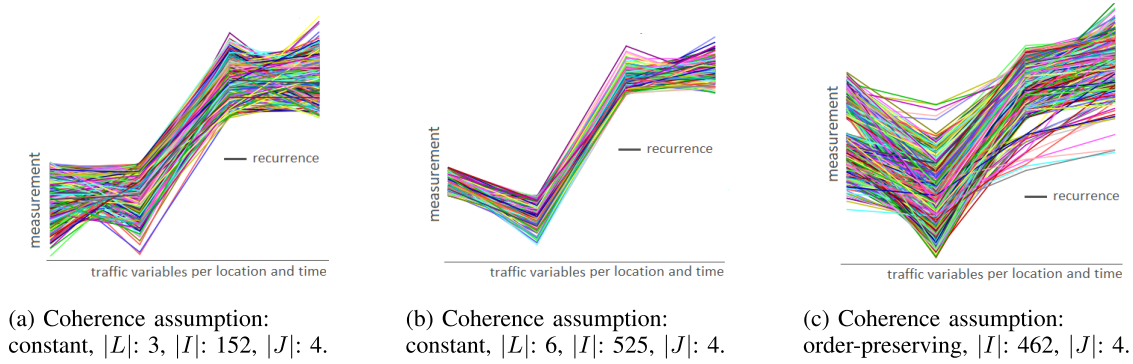 measurement
recurrence
traffic variables per location and time
(a) Coherence assumption:
constant, |L|: 3, |I|: 152, |J|: 4.
measurement
recurrence
traffic variables per location and time
(b) Coherence assumption:
constant, |L|: 6, |I|: 525, |J|: 4.
measurement
recurrence
traffic variables per location and time
(c) Coherence assumption:
order-preserving, |I|: 462, |J|: 4.